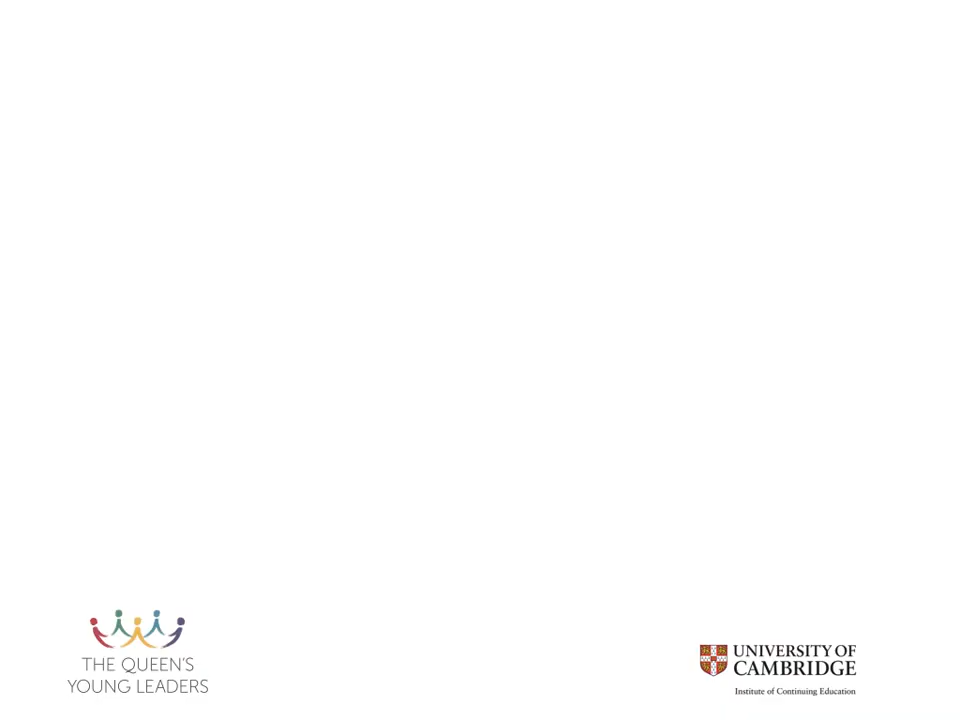 THE QUEEN'S
YOUNG LEADERS
UNIVERSITY OF
CAMBRIDGE
Institute of Continuing Education